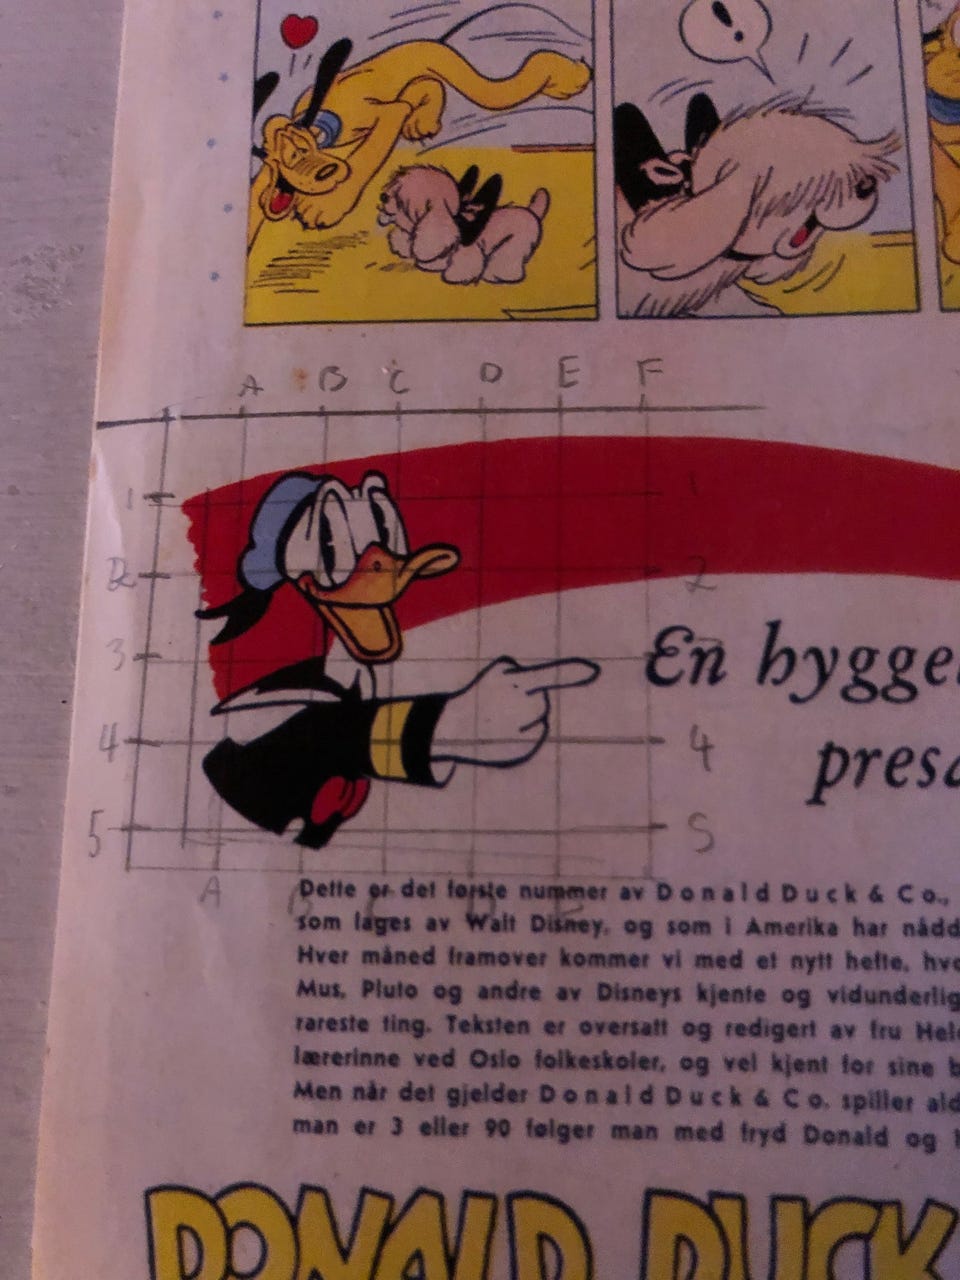 !
A B C D E F
1 1
2 2
3
4 4
5 5
En hygge
pres
A
Dette er det første nummer av Donald Duck & Co.,
som lages av Walt Disney, og som i Amerika har nådd
Hver måned framover kommer vi med et nytt hefte, hvo
Mus, Pluto og andre av Disneys kjente og vidunderlig
rareste ting. Teksten er oversatt og redigert av fru Hel
lærerinne ved Oslo folkeskoler, og vel kjent for sine b
Men når det gjelder Donald Duck & Co. spiller ald
man er 3 eller 90 følger man med fryd Donald og
DONALD DUCK